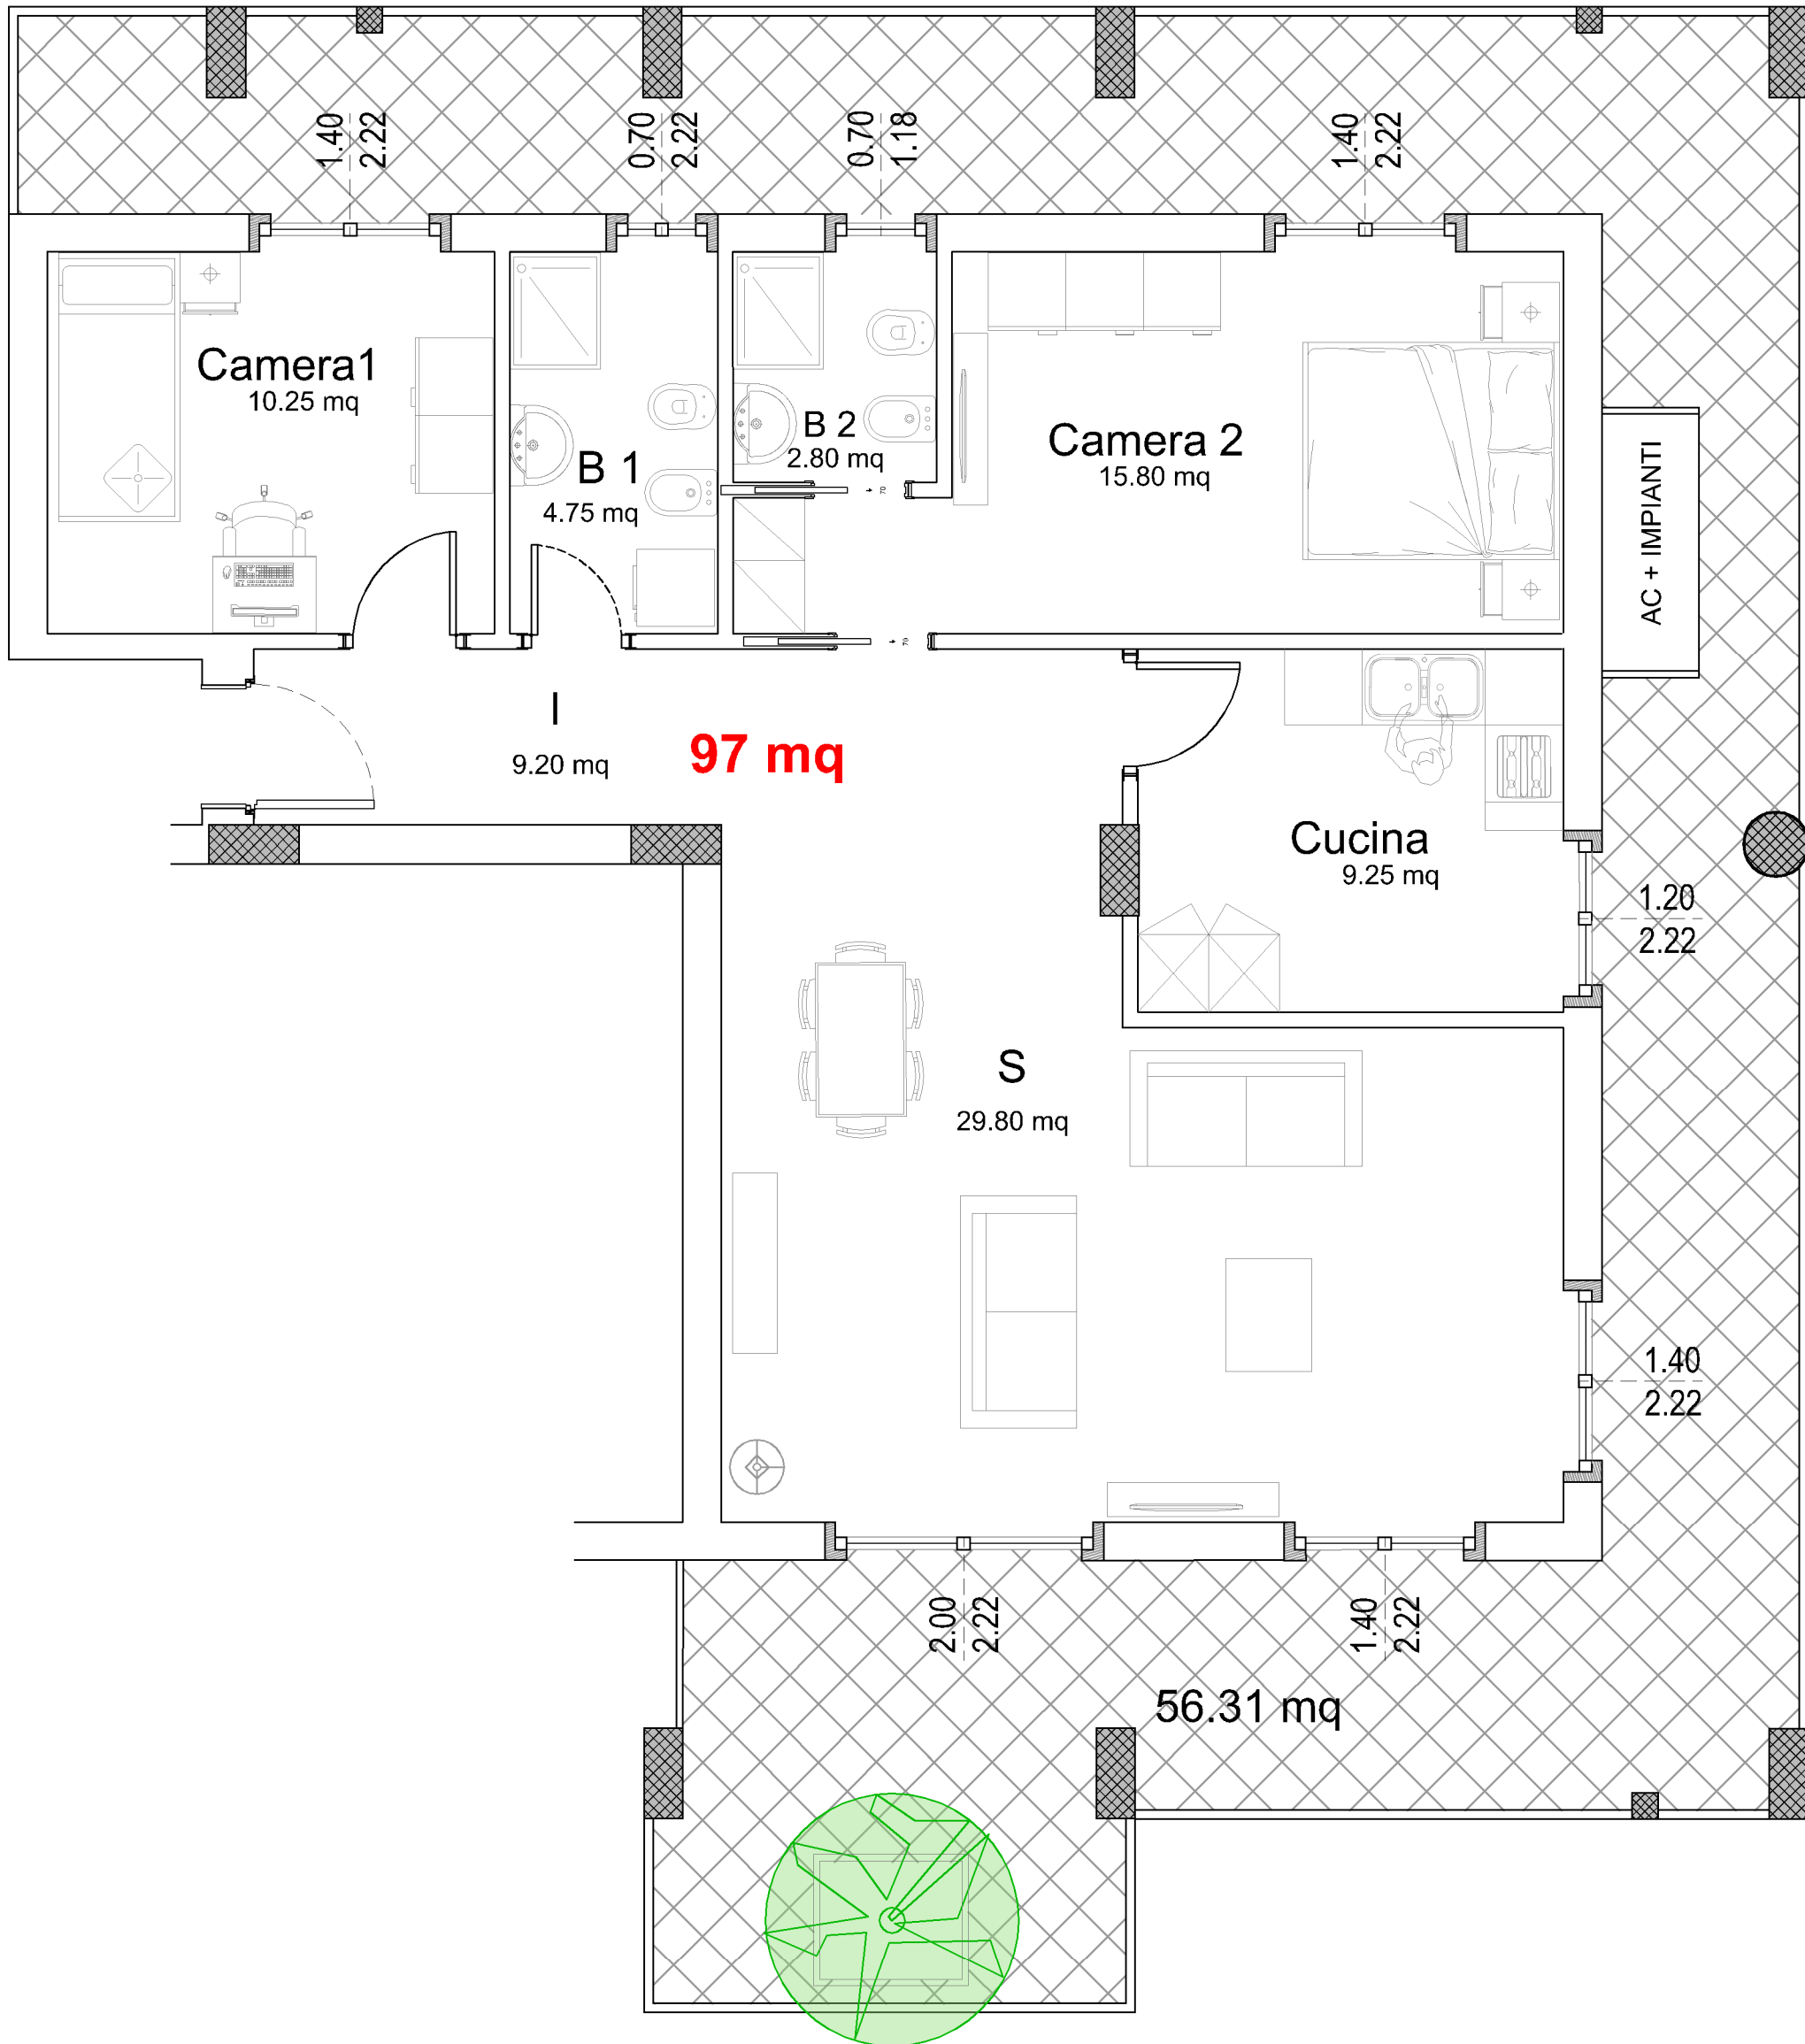 1.40
2.22
0.70
2.22
0.70
1.18
1.40
2.22
Camera1
10.25 mq
B 1
4.75 mq
B 2
2.80 mq
70
Camera 2
15.80 mq
AC + IMPIANTI
70
I
9.20 mq
97 mq
Cucina
9.25 mq
1.20
2.22
S
29.80 mq
1.40
2.22
2.00
2.22
1.40
2.22
56.31 mq